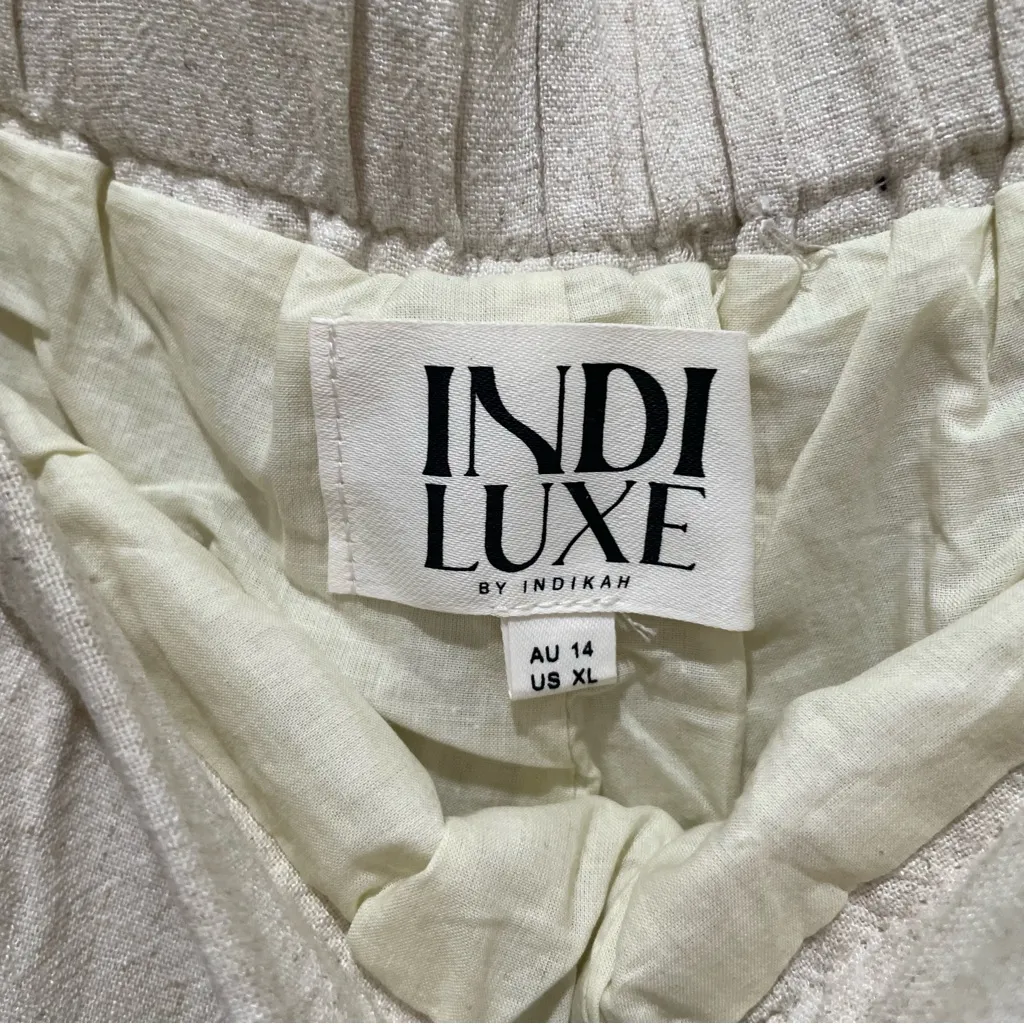 INDI
LUXE
BY INDIKAH
AU 14
US XL